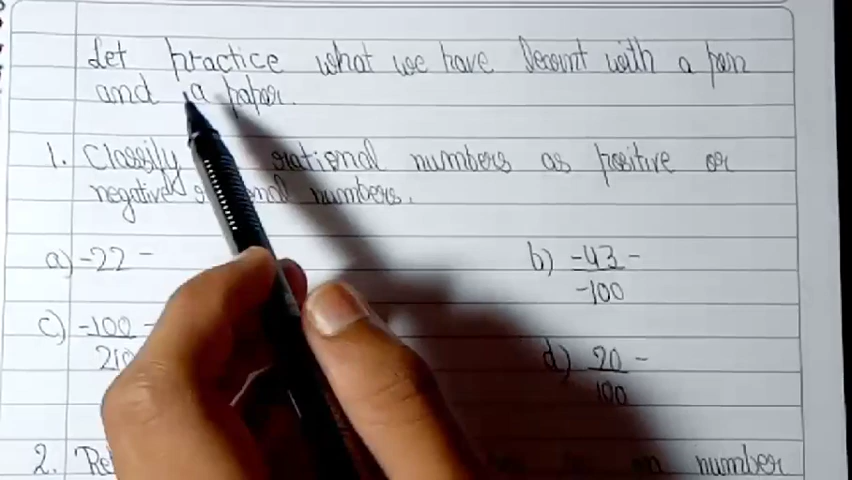 Let practice what we have learnt with a pen
and a paper.
1. Classify rational numbers as positive or
negative numbers.
a) -22 -
b) -43 -
-100
c) -100 -
210
d) 20 -
100
2. number